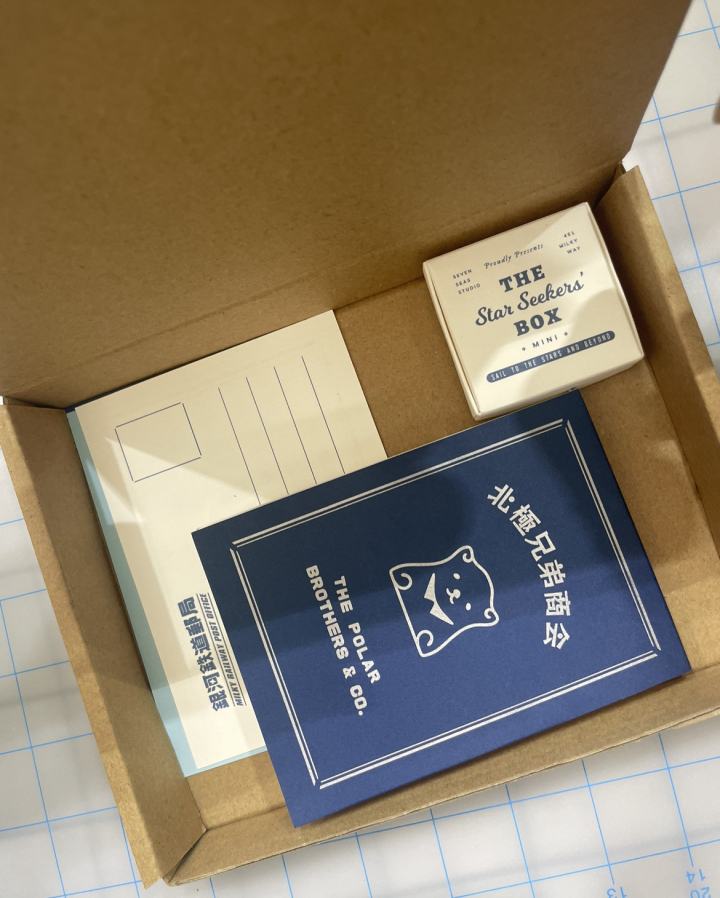 SEVEN
SEAS
STUDIO
Proudly Presents
451
MILKY
WAY
THE
Star Seekers'
BOX
MINI
SAIL TO THE STARS AND BEYOND
北極兄弟商会
THE POLAR
BROTHERS & CO.
銀河鉄道郵局
MILKY RAILWAY POST OFFICE
13
14
20